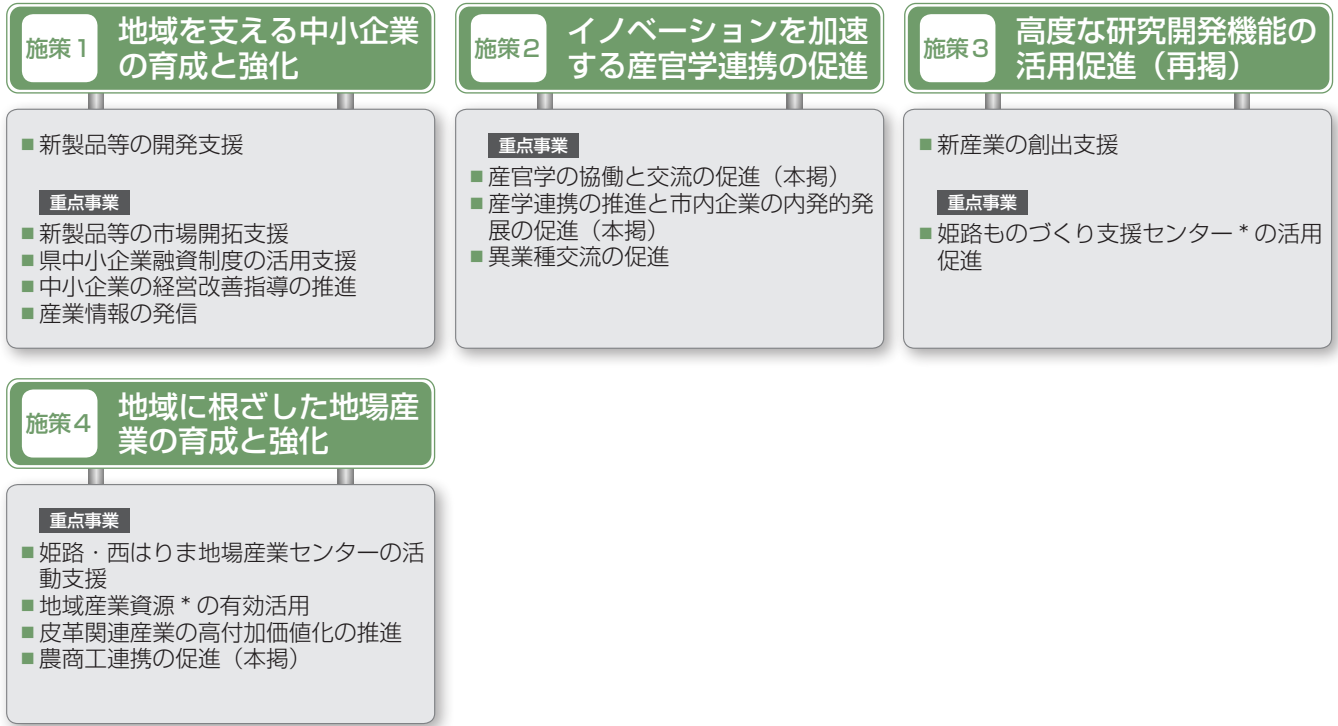 施策1
地域を支える中小企業
の育成と強化
■新製品等の開発支援
重点事業
■新製品等の市場開拓支援
■県中小企業融資制度の活用支援
■中小企業の経営改善指導の推進
■産業情報の発信
施策2
イノベーションを加速
する産官学連携の促進
重点事業
■産官学の協働と交流の促進（本掲）
■産学連携の推進と市内企業の内発的発
展の促進（本掲）
■異業種交流の促進
施策3
高度な研究開発機能の
活用促進（再掲）
■新産業の創出支援
重点事業
■姫路ものづくり支援センター*の活用
促進
施策4
地域に根ざした地場産
業の育成と強化
重点事業
■姫路・西はりま地場産業センターの活
動支援
■地域産業資源*の有効活用
■皮革関連産業の高付加価値化の推進
■農商工連携の促進（本掲）